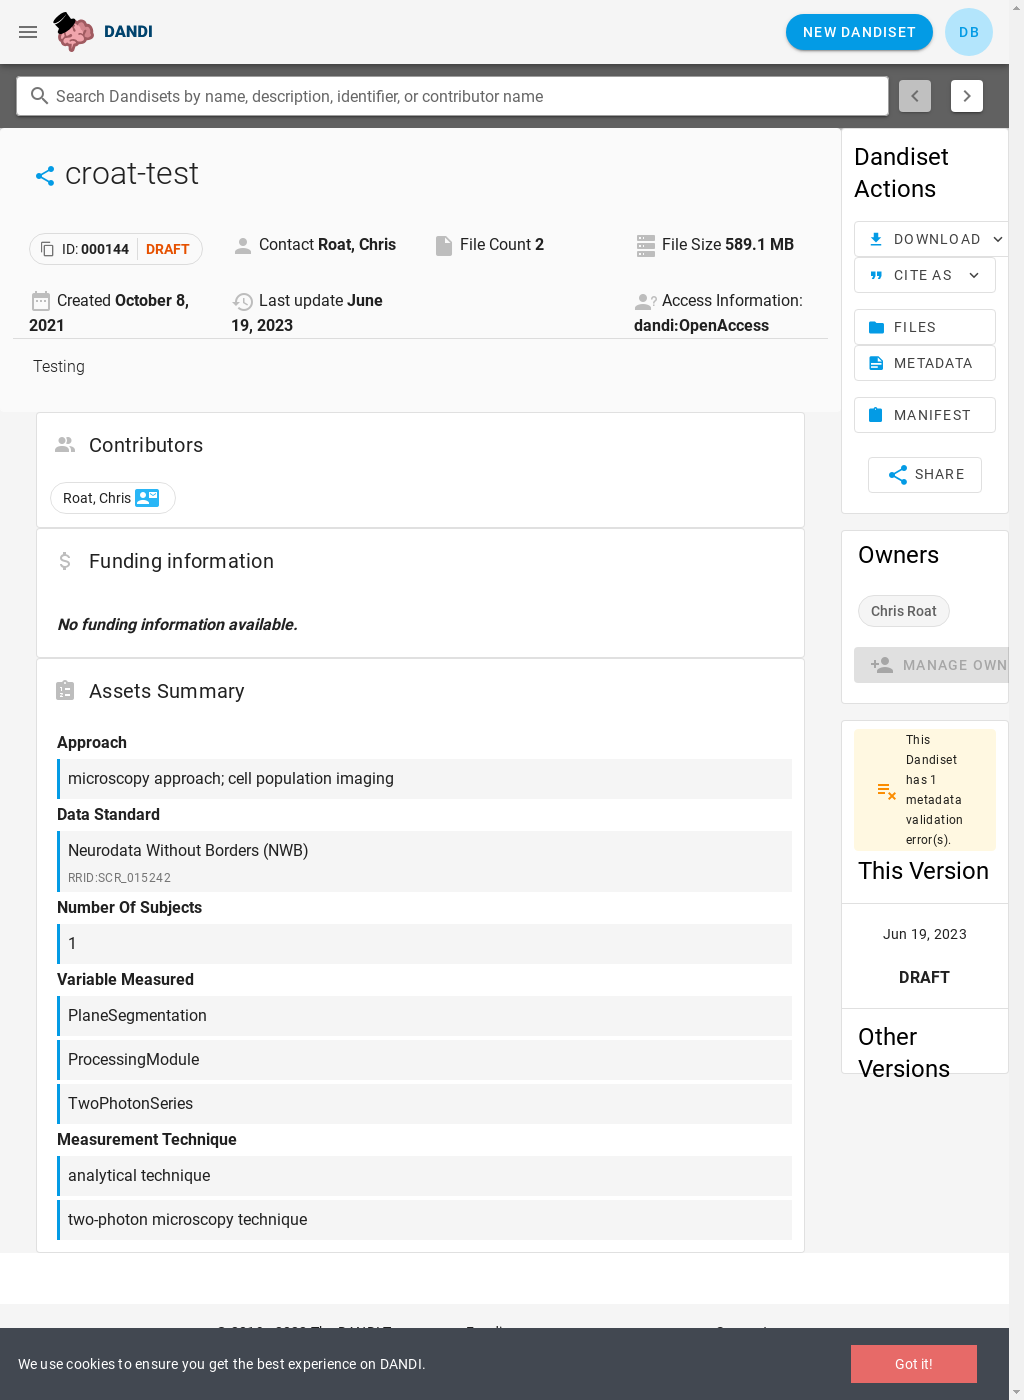 DANDI
NEW DANDISET
DB
Search Dandisets by name, description, identifier, or contributor name
croat-test
ID: 000144 DRAFT
Contact Roat, Chris
File Count 2
File Size 589.1 MB
Created October 8,
2021
Last update June
19, 2023
Access Information:
dandi:OpenAccess
Testing
Contributors
Roat, Chris
Funding information
No funding information available.
Assets Summary
Approach
microscopy approach; cell population imaging
Data Standard
Neurodata Without Borders (NWB)
RRID:SCR_015242
Number Of Subjects
1
Variable Measured
PlaneSegmentation
ProcessingModule
TwoPhotonSeries
Measurement Technique
analytical technique
two-photon microscopy technique
Dandiset
Actions
DOWNLOAD
CITE AS
FILES
METADATA
MANIFEST
SHARE
Owners
Chris Roat
MANAGE OWN
This
Dandiset
has 1
metadata
validation
error(s).
This Version
Jun 19, 2023
DRAFT
Other
Versions
We use cookies to ensure you get the best experience on DANDI.
Got it!